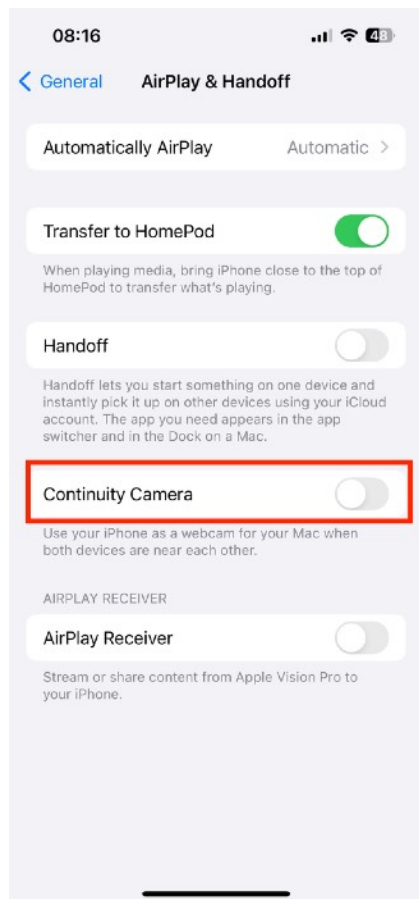 08:16
48
General
AirPlay & Handoff
Automatically AirPlay
Automatic
Transfer to HomePod
When playing media, bring iPhone close to the top of
HomePod to transfer what's playing.
Handoff
Handoff lets you start something on one device and
instantly pick it up on other devices using your iCloud
account. The app you need appears in the app
switcher and in the Dock on a Mac.
Continuity Camera
Use your iPhone as a webcam for your Mac when
both devices are near each other.
AIRPLAY RECEIVER
AirPlay Receiver
Stream or share content from Apple Vision Pro to
your iPhone.